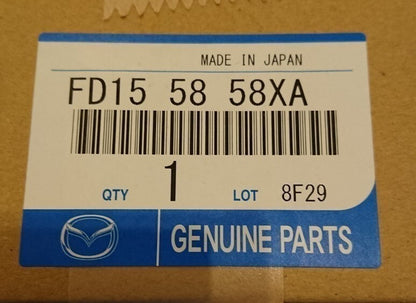 MADE IN JAPAN
FD15 58 58XA
QTY 1 LOT 8F29
GENUINE PARTS